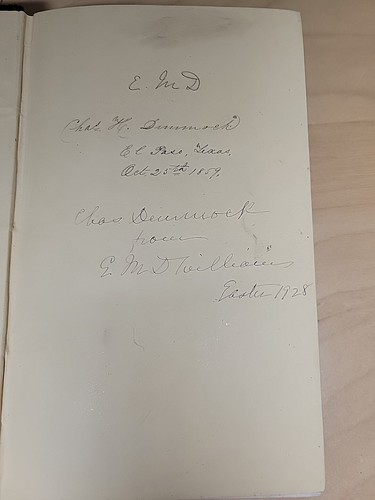 E. M D
Chas. H. Dimmock
El Paso, Texas.
Oct. 25th 1859.
Chas Dimmock
from
E M D Williams
Easter 1928